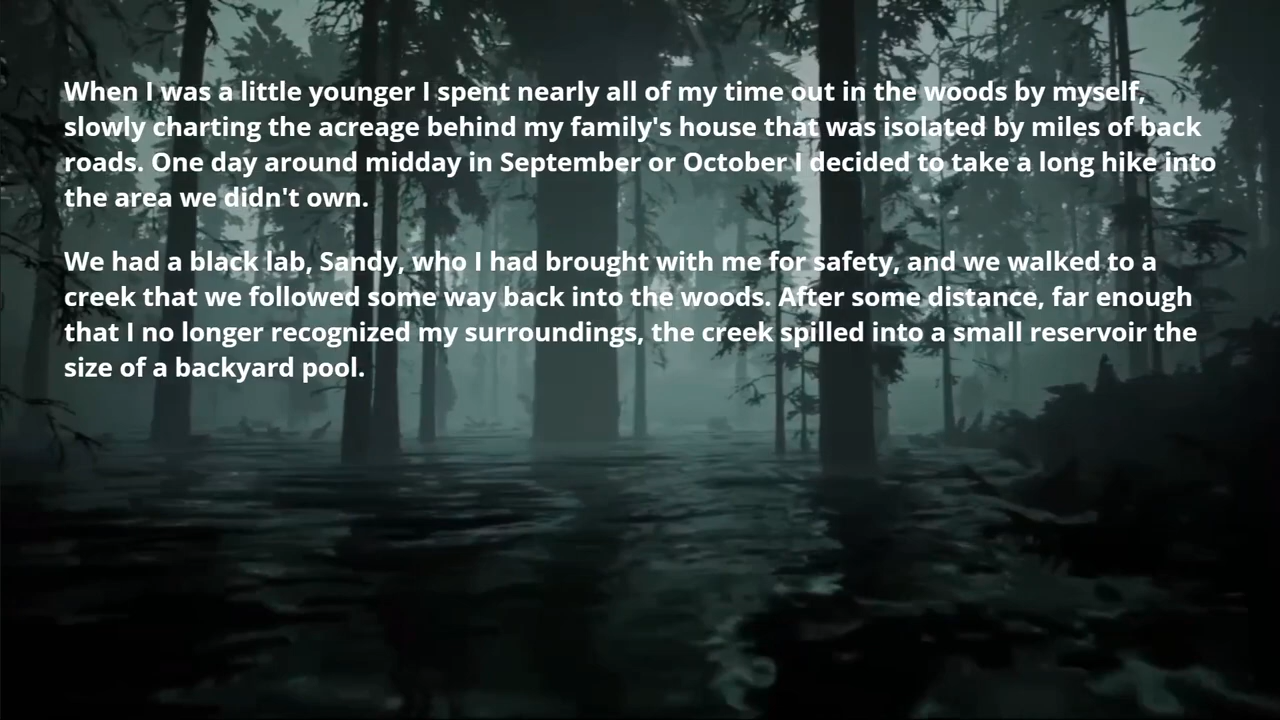 When I was a little younger I spent nearly all of my time out in the woods by myself,
slowly charting the acreage behind my family's house that was isolated by miles of back
roads. One day around midday in September or October I decided to take a long hike into
the area we didn't own.
We had a black lab, Sandy, who I had brought with me for safety, and we walked to a
creek that we followed some way back into the woods. After some distance, far enough
that I no longer recognized my surroundings, the creek spilled into a small reservoir the
size of a backyard pool.